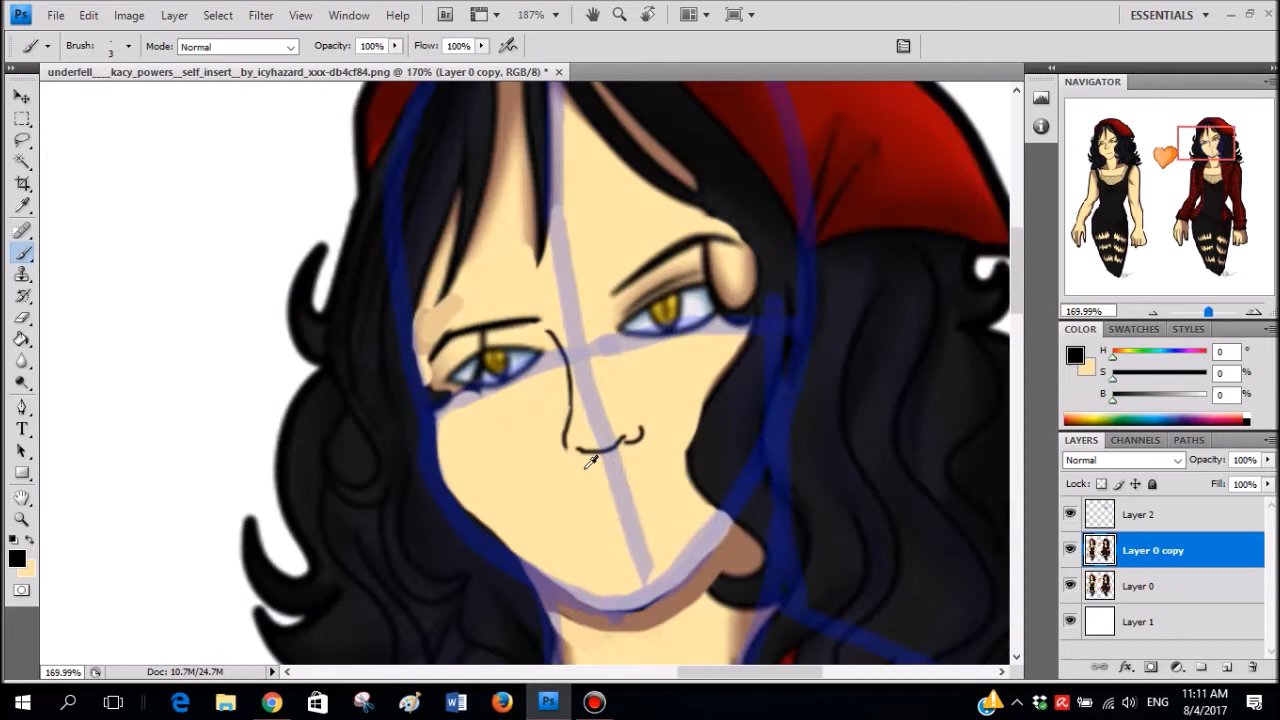 Ps File Edit Image Layer Select Filter View Window Help Br 187% ESSENTIALS
Brush: 3 Mode: Normal Opacity: 100% Flow: 100%
underfell____kacy_powers__self_insert__by_icyhazard_xxx-db4cf84.png @ 170% (Layer 0 copy, RGB/8) *
NAVIGATOR
169.99%
COLOR SWATCHES STYLES
H 0 °
S 0 %
B 0 %
LAYERS CHANNELS PATHS
Normal Opacity: 100%
Lock: Fill: 100%
Layer 2
Layer 0 copy
Layer 0
Layer 1
169.99% Doc: 10.7M/24.7M
ENG 11:11 AM
8/4/2017